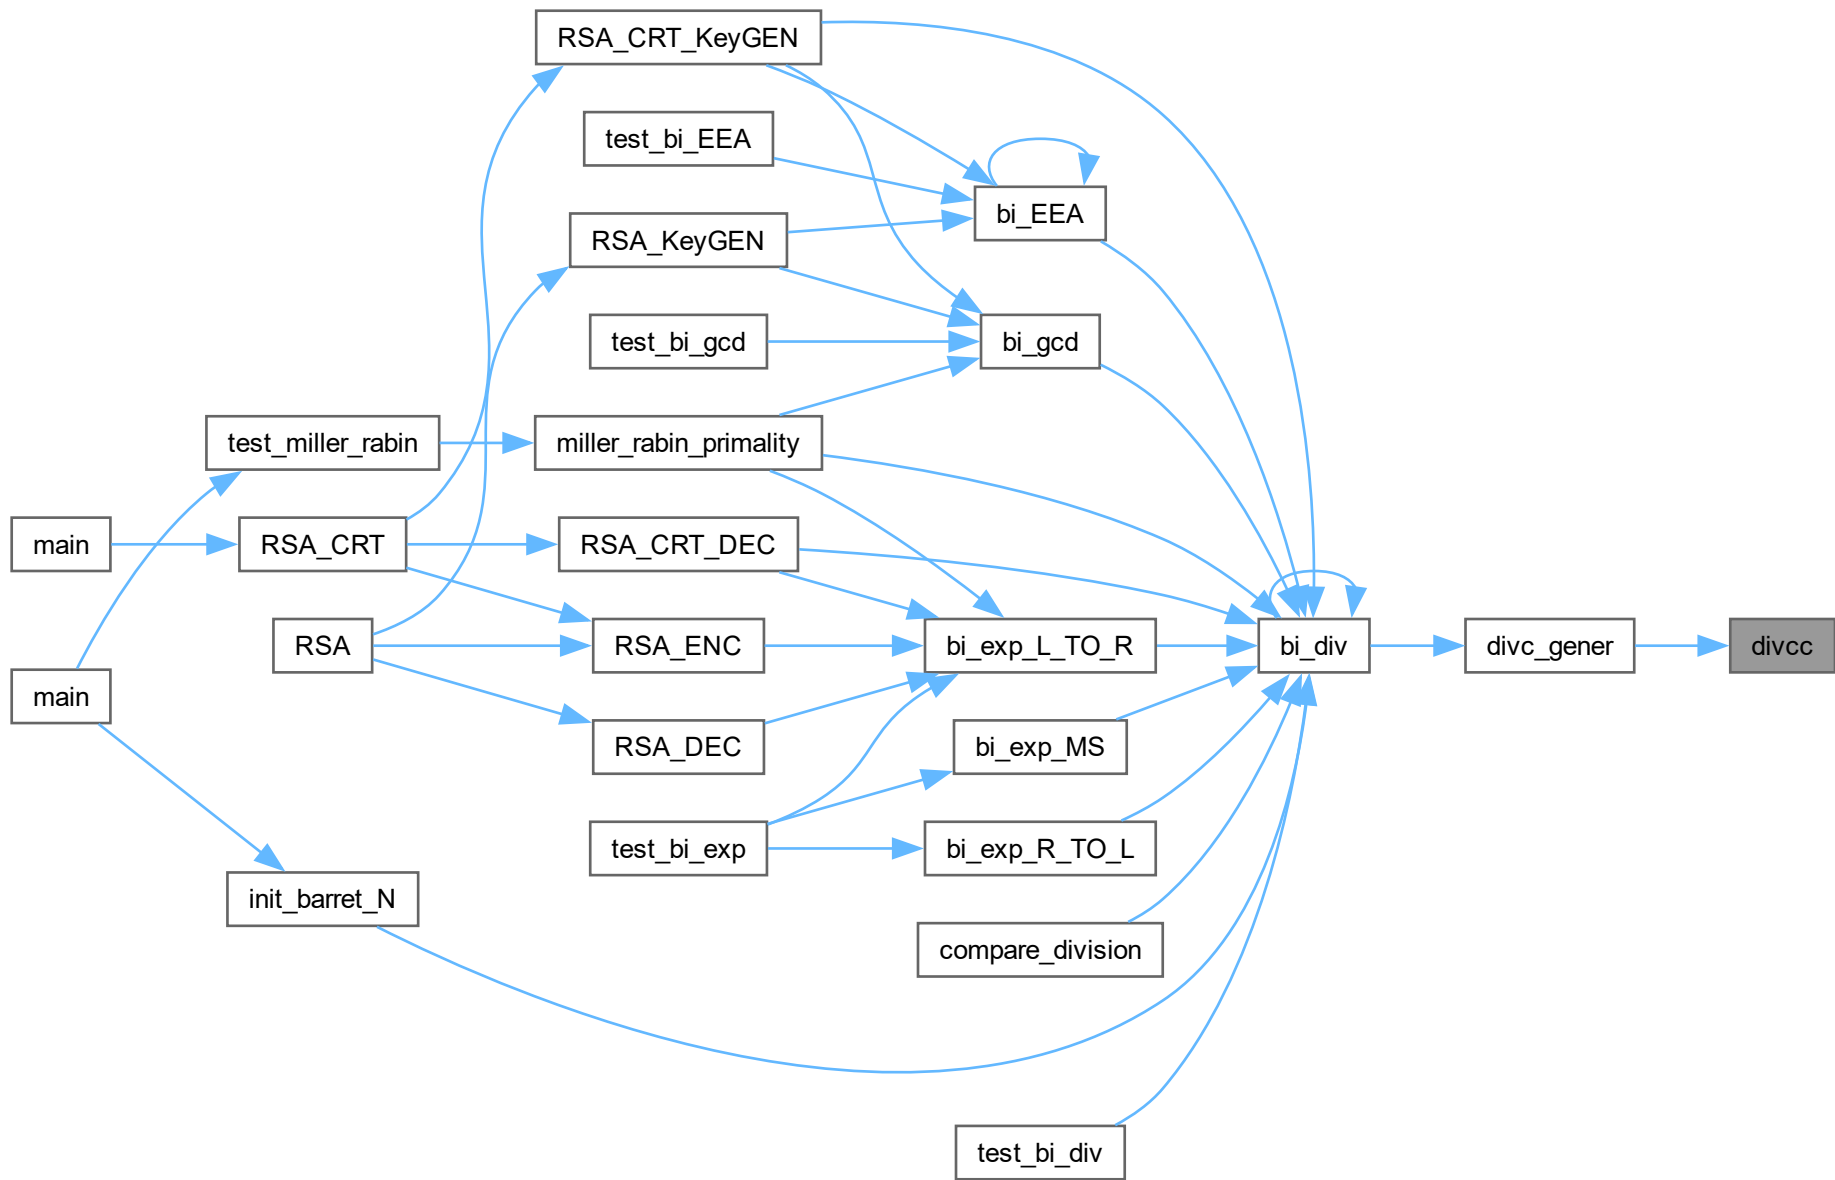 RSA_CRT_KeyGEN
test_bi_EEA
bi_EEA
RSA_KeyGEN
test_bi_gcd
bi_gcd
test_miller_rabin
miller_rabin_primality
main
RSA_CRT
RSA_CRT_DEC
RSA
RSA_ENC
bi_exp_L_TO_R
bi_div
divc_gener
divcc
main
RSA_DEC
bi_exp_MS
test_bi_exp
bi_exp_R_TO_L
init_barret_N
compare_division
test_bi_div